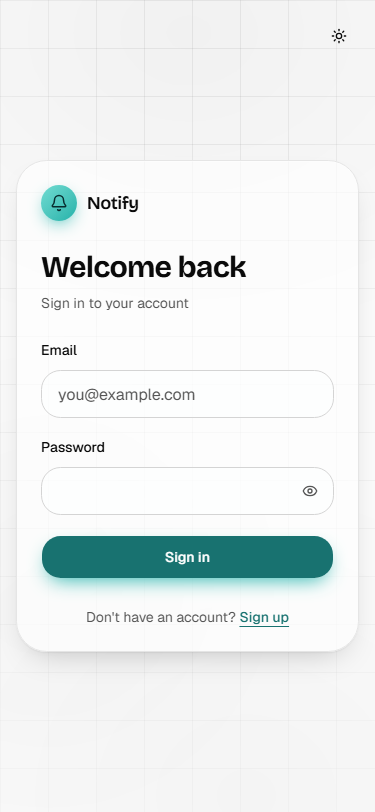 Notify
Welcome back
Sign in to your account
Email
you@example.com
Password
Sign in
Don't have an account? Sign up